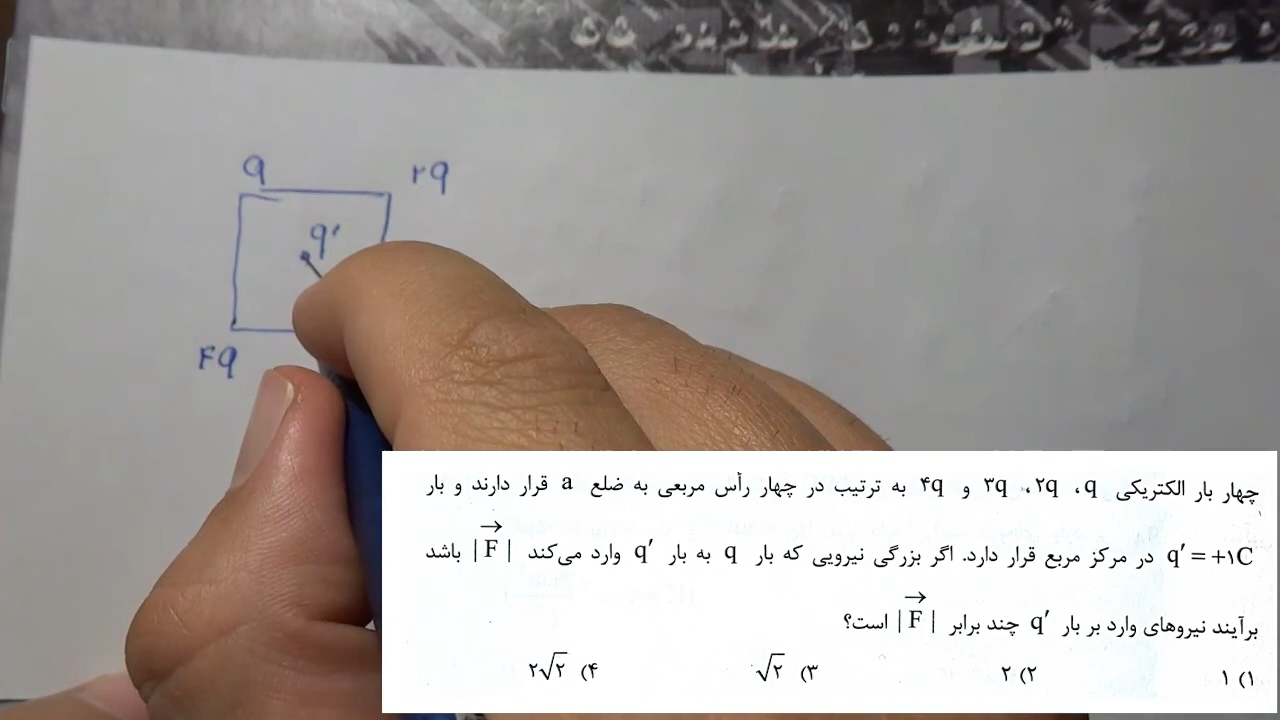 q ۲q
q′
۴q
چهار بار الکتریکی q ، ۲q، ۳q و ۴q به ترتیب در چهار رأس مربعی به ضلع a قرار دارند و بار
q′ = +۱C در مرکز مربع قرار دارد. اگر بزرگی نیرویی که بار q به بار q′ وارد می‌کند |F→| باشد
برآیند نیروهای وارد بر بار q′ چند برابر |F→| است؟
۱) ۱ ۲) ۲ ۳) √۲ ۴) ۲√۲